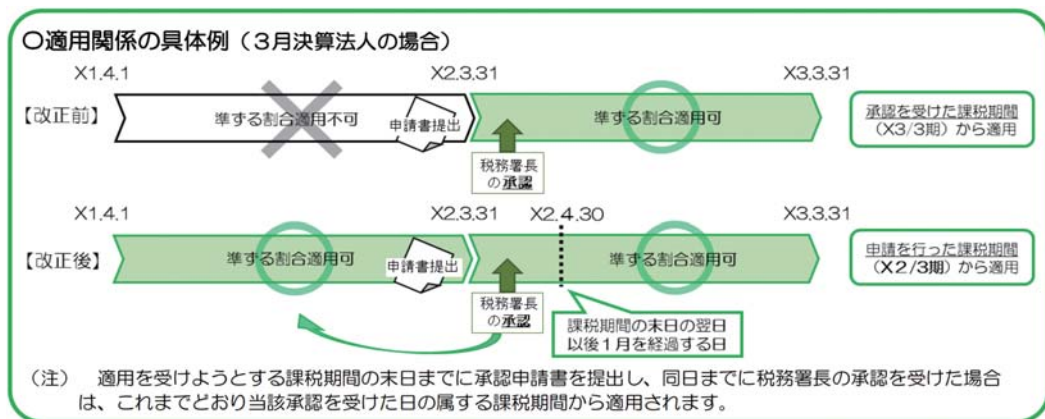 〇適用関係の具体例（３月決算法人の場合）
X1.4.1 X2.3.31 X3.3.31
【改正前】 準ずる割合適用不可 申請書提出 準ずる割合適用可
承認を受けた課税期間
（X3/3期）から適用
税務署長
の承認
X1.4.1 X2.3.31 X2.4.30 X3.3.31
【改正後】 準ずる割合適用可 申請書提出 準ずる割合適用可
申請を行った課税期間
（X2/3期）から適用
税務署長
の承認
課税期間の末日の翌日
以後１月を経過する日
（注） 適用を受けようとする課税期間の末日までに承認申請書を提出し、同日までに税務署長の承認を受けた場合
は、これまでどおり当該承認を受けた日の属する課税期間から適用されます。